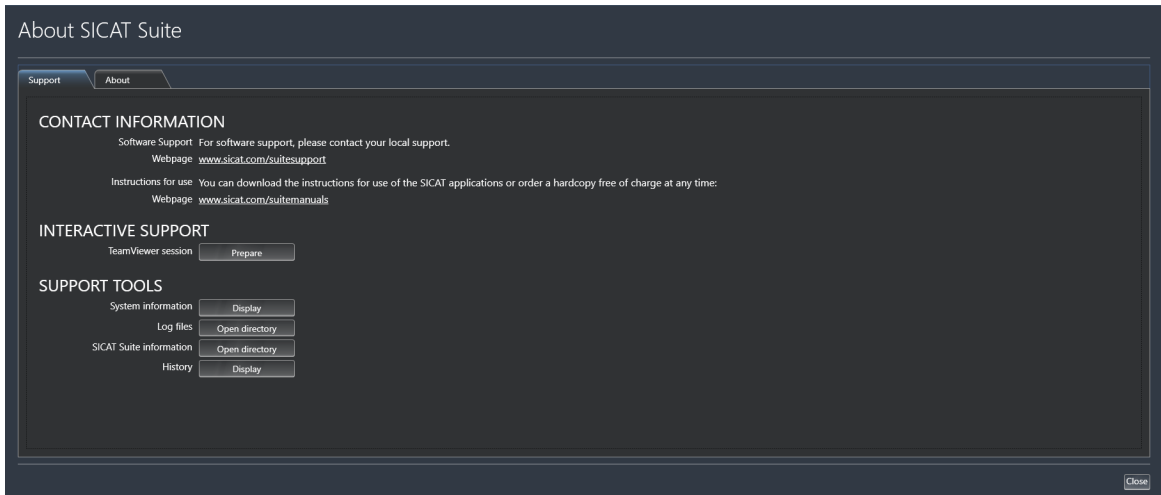 About SICAT Suite
Support About
CONTACT INFORMATION
Software Support For software support, please contact your local support.
Webpage www.sicat.com/suitesupport
Instructions for use You can download the instructions for use of the SICAT applications or order a hardcopy free of charge at any time:
Webpage www.sicat.com/suitemanuals
INTERACTIVE SUPPORT
TeamViewer session Prepare
SUPPORT TOOLS
System information Display
Log files Open directory
SICAT Suite information Open directory
History Display
Close